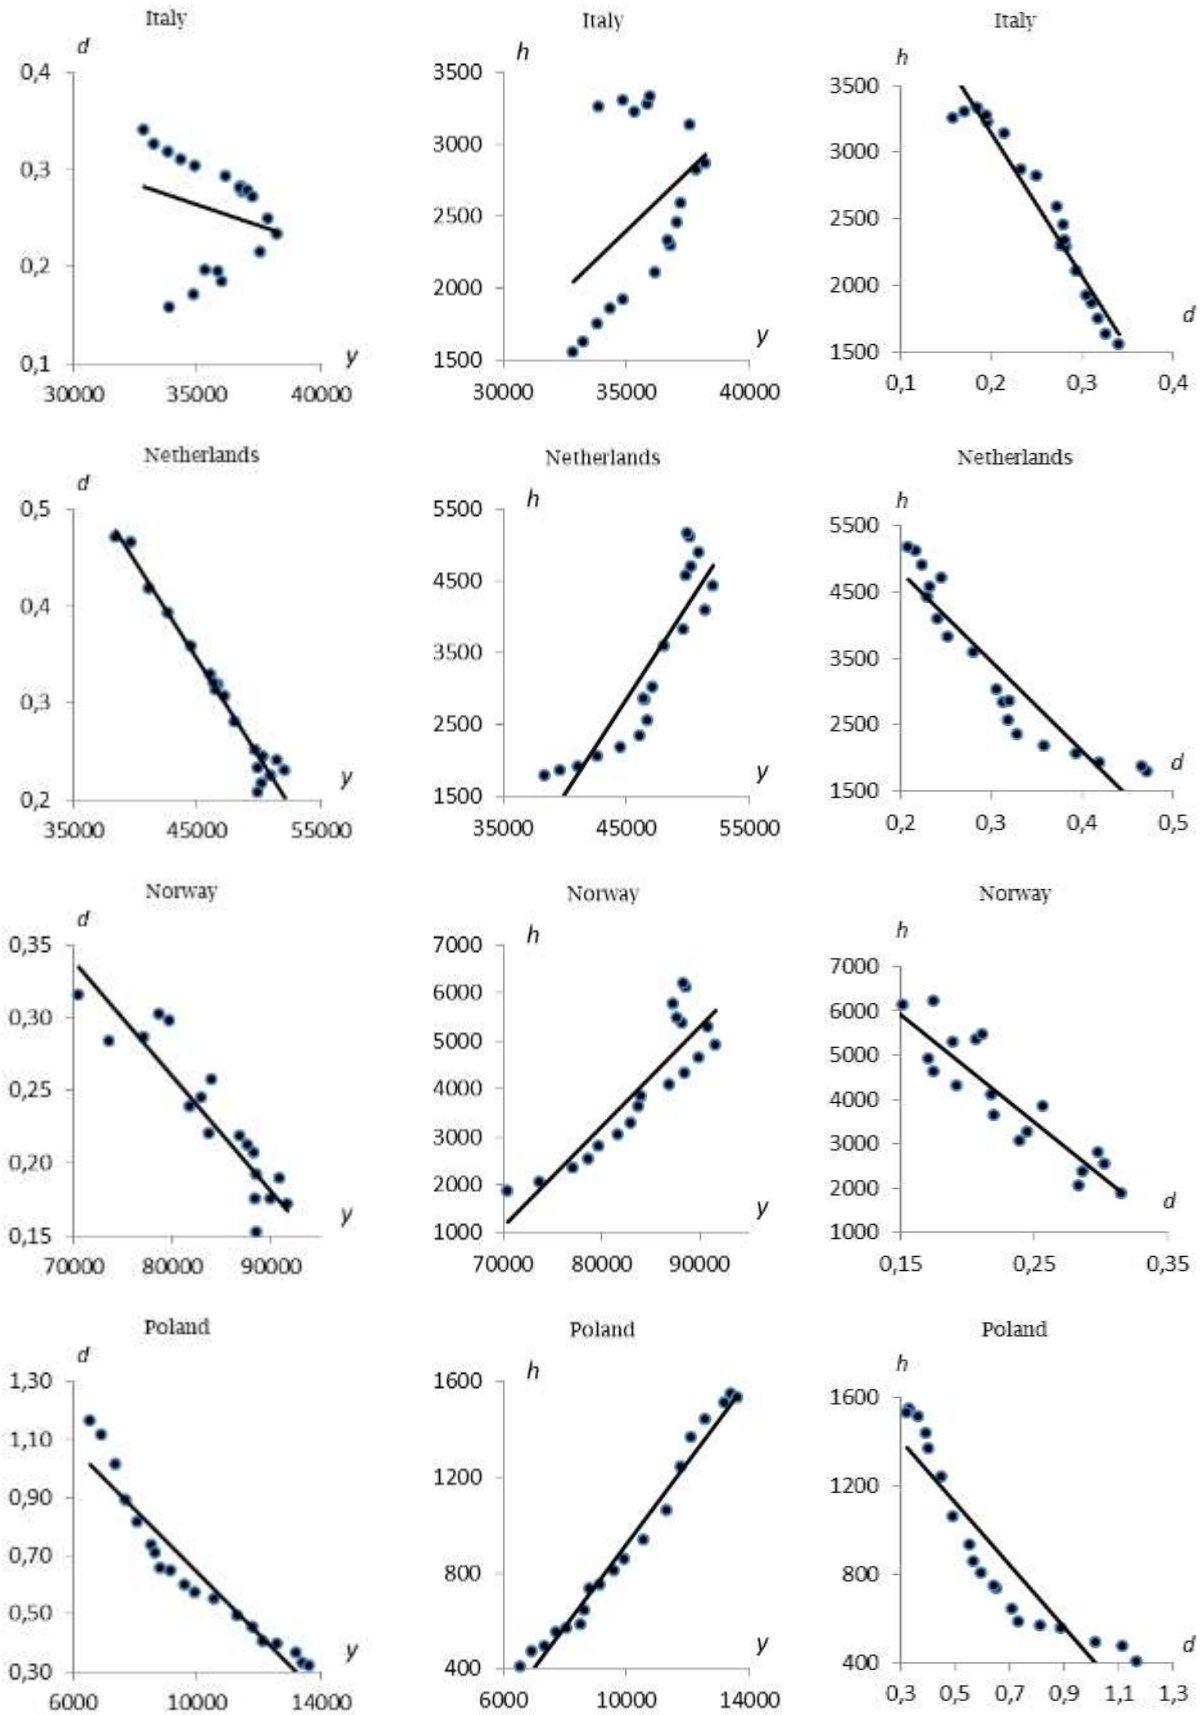 Italy Italy Italy
d h h
0,4 3500 3500
0,3 3000 3000
0,2 2500 2500
0,1 2000 2000
1500 1500
y y d
30000 35000 40000 30000 35000 40000 0,1 0,2 0,3 0,4
Netherlands Netherlands Netherlands
d h h
0,5 5500 5500
0,4 4500 4500
0,3 3500 3500
0,2 2500 2500
1500 1500
y y d
35000 45000 55000 35000 45000 55000 0,2 0,3 0,4 0,5
Norway Norway Norway
d h h
0,35 7000 7000
0,30 6000 6000
0,25 5000 5000
0,20 4000 4000
0,15 3000 3000
2000 2000
1000 1000
y y d
70000 80000 90000 70000 80000 90000 0,15 0,25 0,35
Poland Poland Poland
d h h
1,30 1600 1600
1,10 1200 1200
0,90 800 800
0,70 400 400
0,50
0,30
y y d
6000 10000 14000 6000 10000 14000 0,3 0,5 0,7 0,9 1,1 1,3